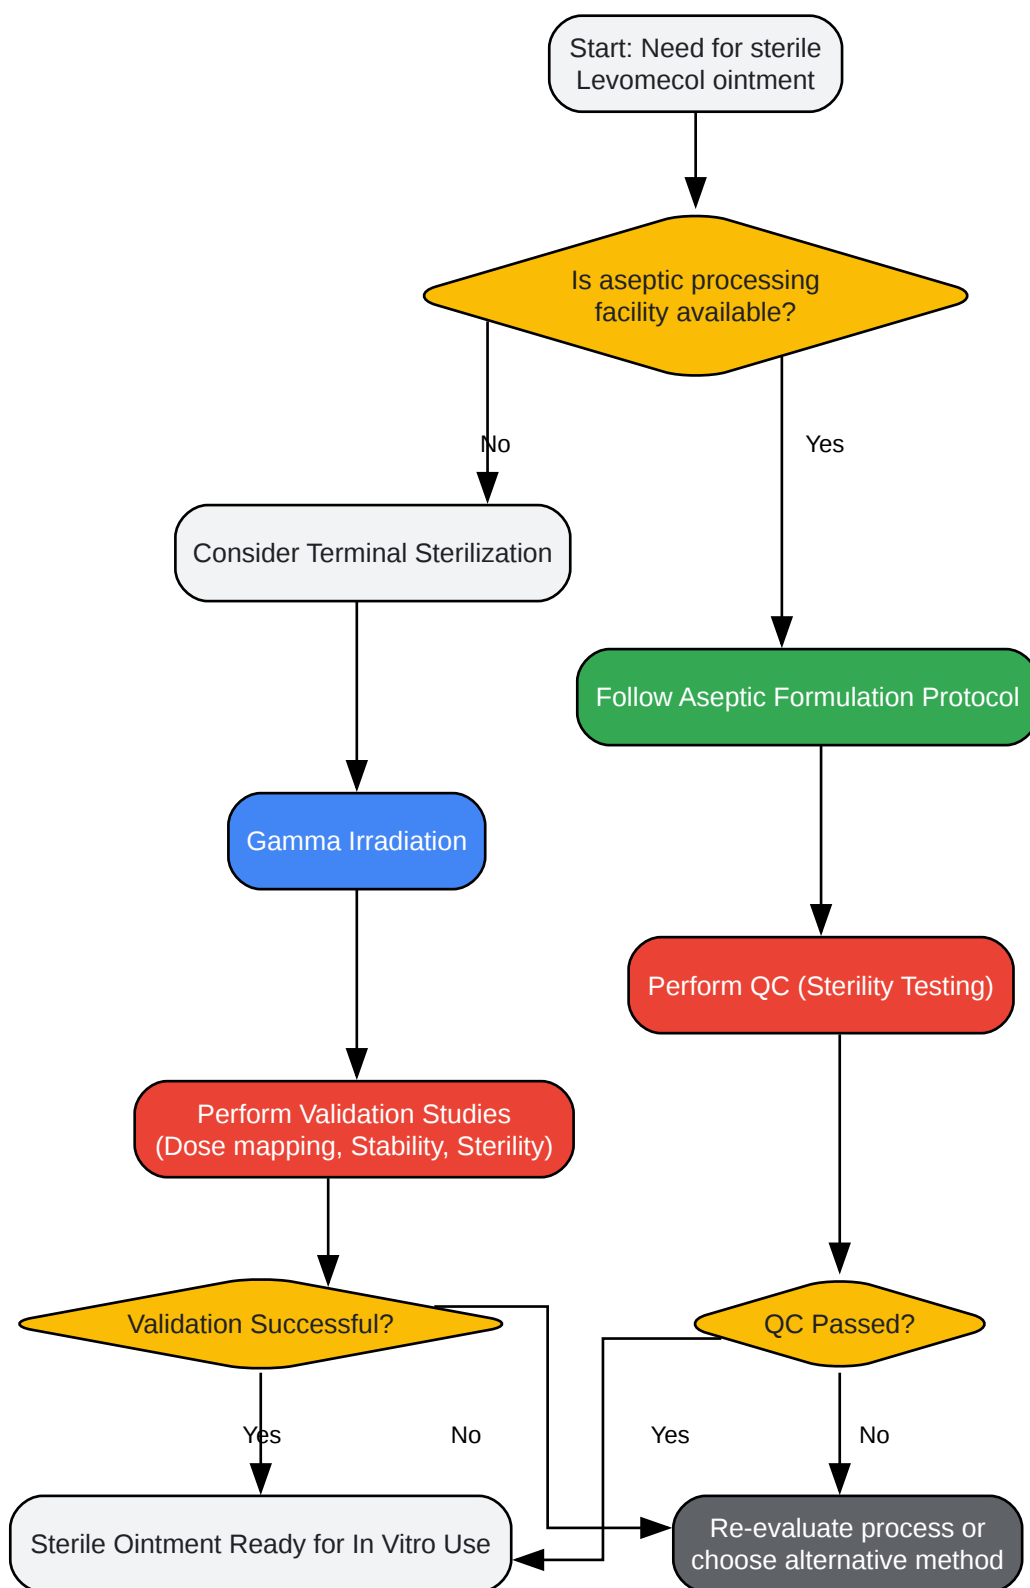 Start: Need for sterile
Levomecol ointment
Is aseptic processing
facility available?
No
Yes
Consider Terminal Sterilization
Follow Aseptic Formulation Protocol
Gamma Irradiation
Perform QC (Sterility Testing)
Perform Validation Studies
(Dose mapping, Stability, Sterility)
Validation Successful?
QC Passed?
Yes
No
Yes
No
Sterile Ointment Ready for In Vitro Use
Re-evaluate process or
choose alternative method